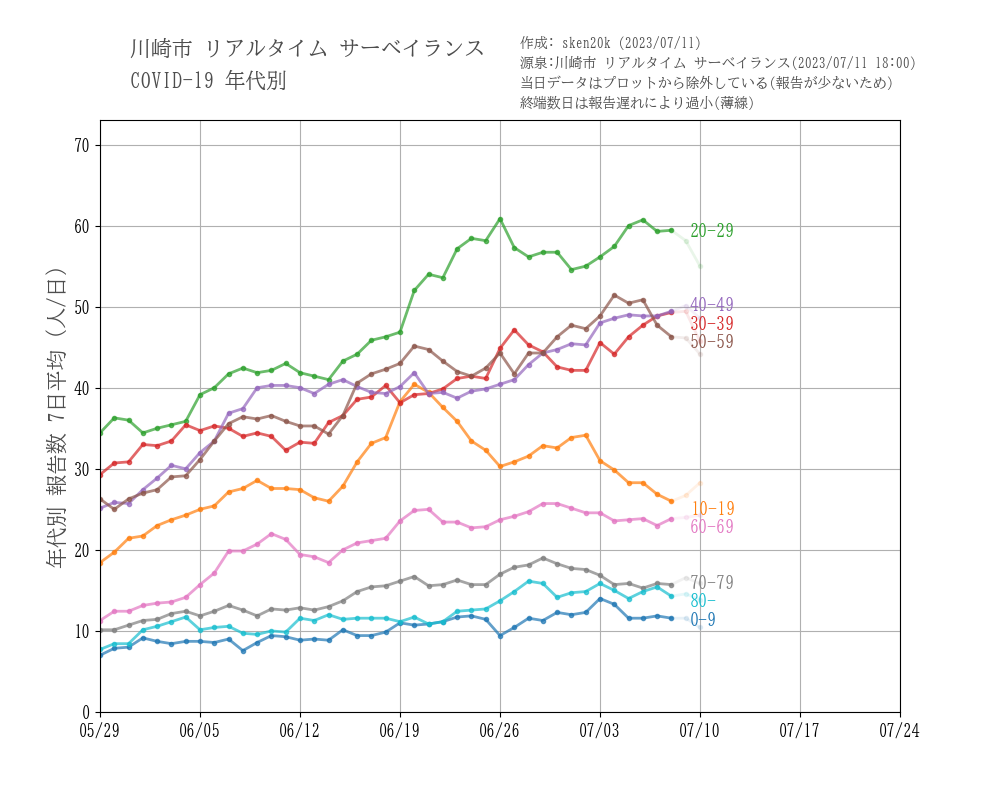 川崎市 リアルタイム サーベイランス
COVID-19 年代別
作成: sken20k (2023/07/11)
源泉:川崎市 リアルタイム サーベイランス(2023/07/11 18:00)
当日データはプロットから除外している(報告が少ないため)
終端数日は報告遅れにより過小(薄線)
年代別 報告数 7日平均 (人/日)
70
60
50
40
30
20
10
0
20-29
40-49
30-39
50-59
10-19
60-69
70-79
80-
0-9
05/29 06/05 06/12 06/19 06/26 07/03 07/10 07/17 07/24